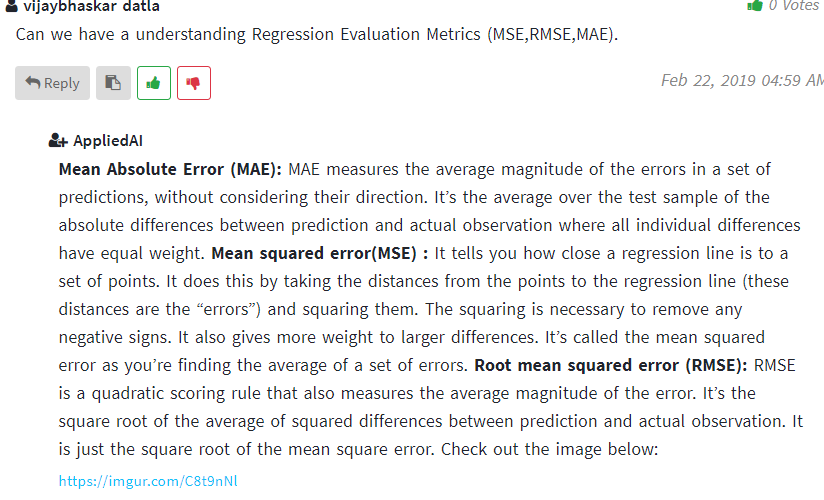 vijaybhaskar datla
0 Votes
Can we have a understanding Regression Evaluation Metrics (MSE,RMSE,MAE).
Reply
Feb 22, 2019 04:59 AM
AppliedAI
Mean Absolute Error (MAE): MAE measures the average magnitude of the errors in a set of
predictions, without considering their direction. It’s the average over the test sample of the
absolute differences between prediction and actual observation where all individual differences
have equal weight. Mean squared error(MSE) : It tells you how close a regression line is to a
set of points. It does this by taking the distances from the points to the regression line (these
distances are the “errors”) and squaring them. The squaring is necessary to remove any
negative signs. It also gives more weight to larger differences. It’s called the mean squared
error as you’re finding the average of a set of errors. Root mean squared error (RMSE): RMSE
is a quadratic scoring rule that also measures the average magnitude of the error. It’s the
square root of the average of squared differences between prediction and actual observation. It
is just the square root of the mean square error. Check out the image below:
https://imgur.com/C8t9nNl